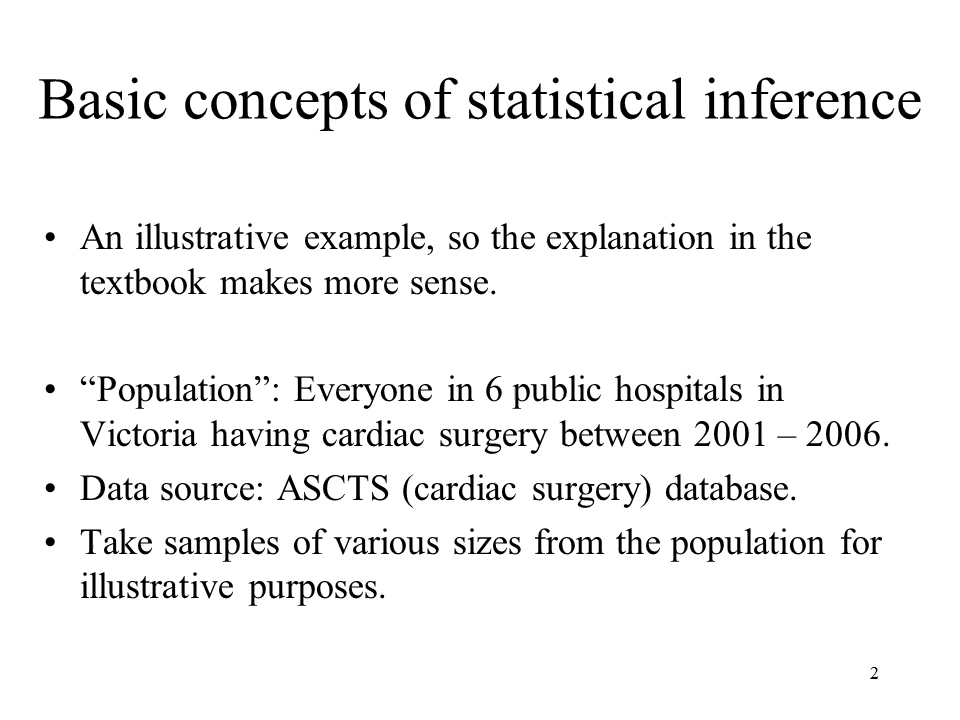 Basic concepts of statistical inference
• An illustrative example, so the explanation in the
textbook makes more sense.
• “Population”: Everyone in 6 public hospitals in
Victoria having cardiac surgery between 2001 – 2006.
• Data source: ASCTS (cardiac surgery) database.
• Take samples of various sizes from the population for
illustrative purposes.
2